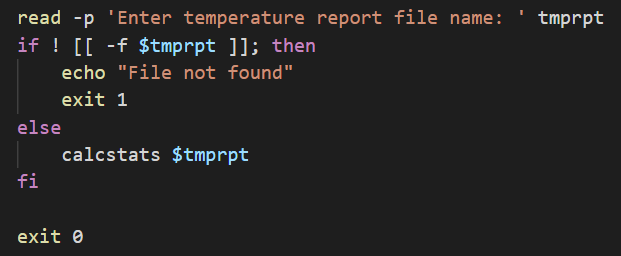 read -p 'Enter temperature report file name: ' tmprpt
if ! [[ -f $tmprpt ]]; then
    echo "File not found"
    exit 1
else
    calcstats $tmprpt
fi

exit 0